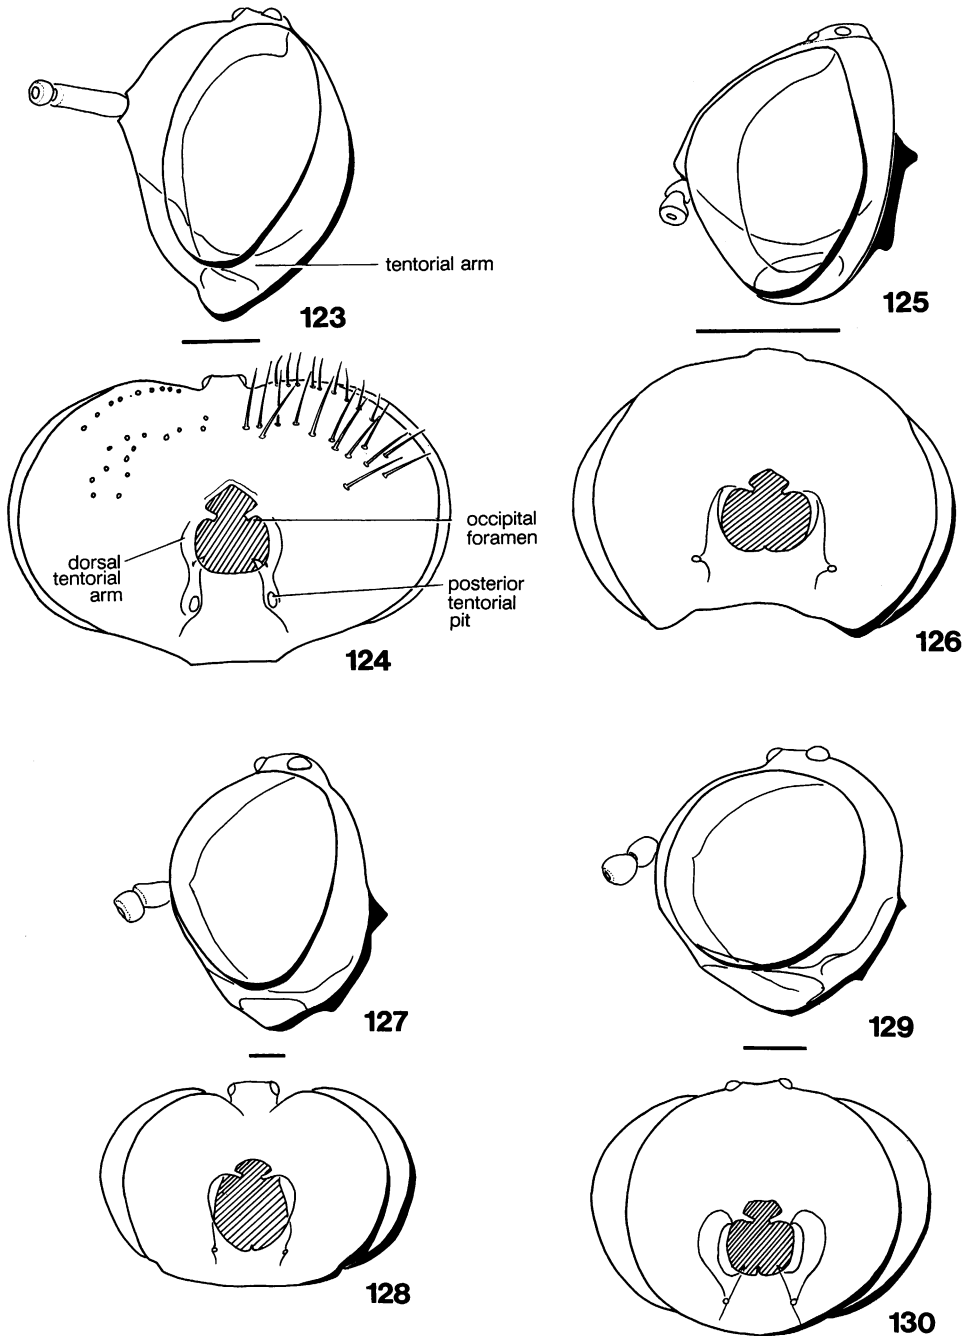 tentorial arm
123
125
occipital
foramen
dorsal
tentorial
arm
posterior
tentorial
pit
124
126
127
129
128
130